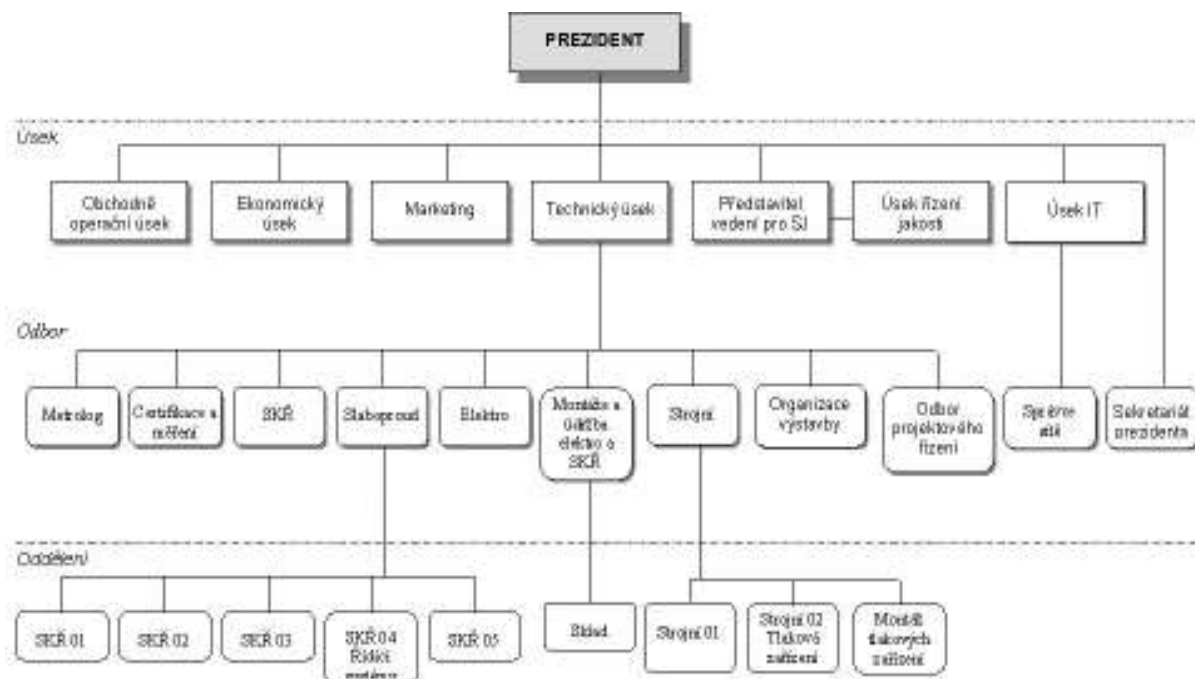 PREZIDENT
Úsek
Obchodně
operační úsek
Ekonomický
úsek
Marketing
Technický úsek
Představitel
vedení pro SJ
Úsek řízení
jakosti
Úsek IT
Odbor
Metrolog
Certifikace a
měření
SKŘ
Slaboproud
Elektro
Montáže a
údržba
elektro a
SKŘ
Strojní
Organizace
výstavby
Odbor
projektového
řízení
Správce
sítě
Sekretariát
prezidenta
Oddělení
SKŘ 01
SKŘ 02
SKŘ 03
SKŘ 04
Řídící
SKŘ 05
Sklad
Strojní 01
Strojní 02
Tlaková
zařízení
Montáž
tlakových
zařízení